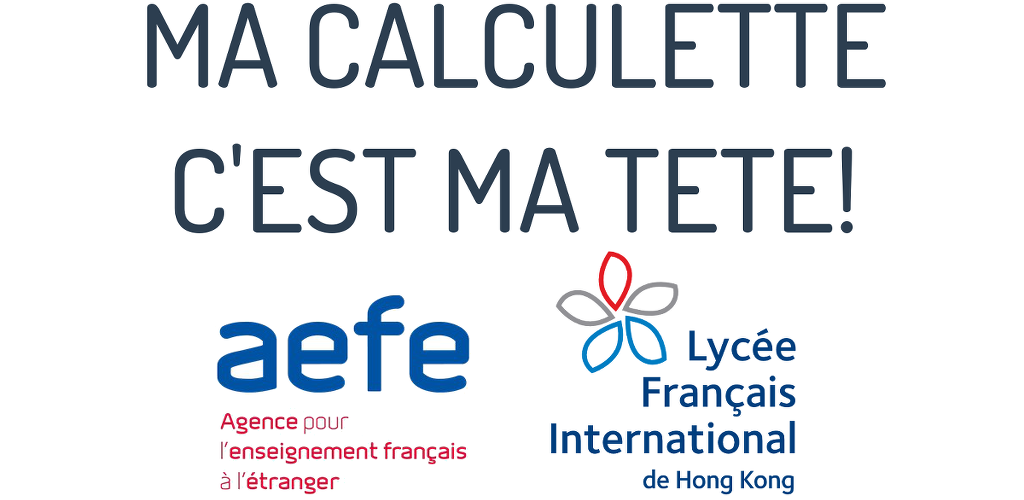 MA CALCULETTE
C'EST MA TETE!
aefe
Agence pour
l'enseignement français
à l'étranger
Lycée
Français
International
de Hong Kong